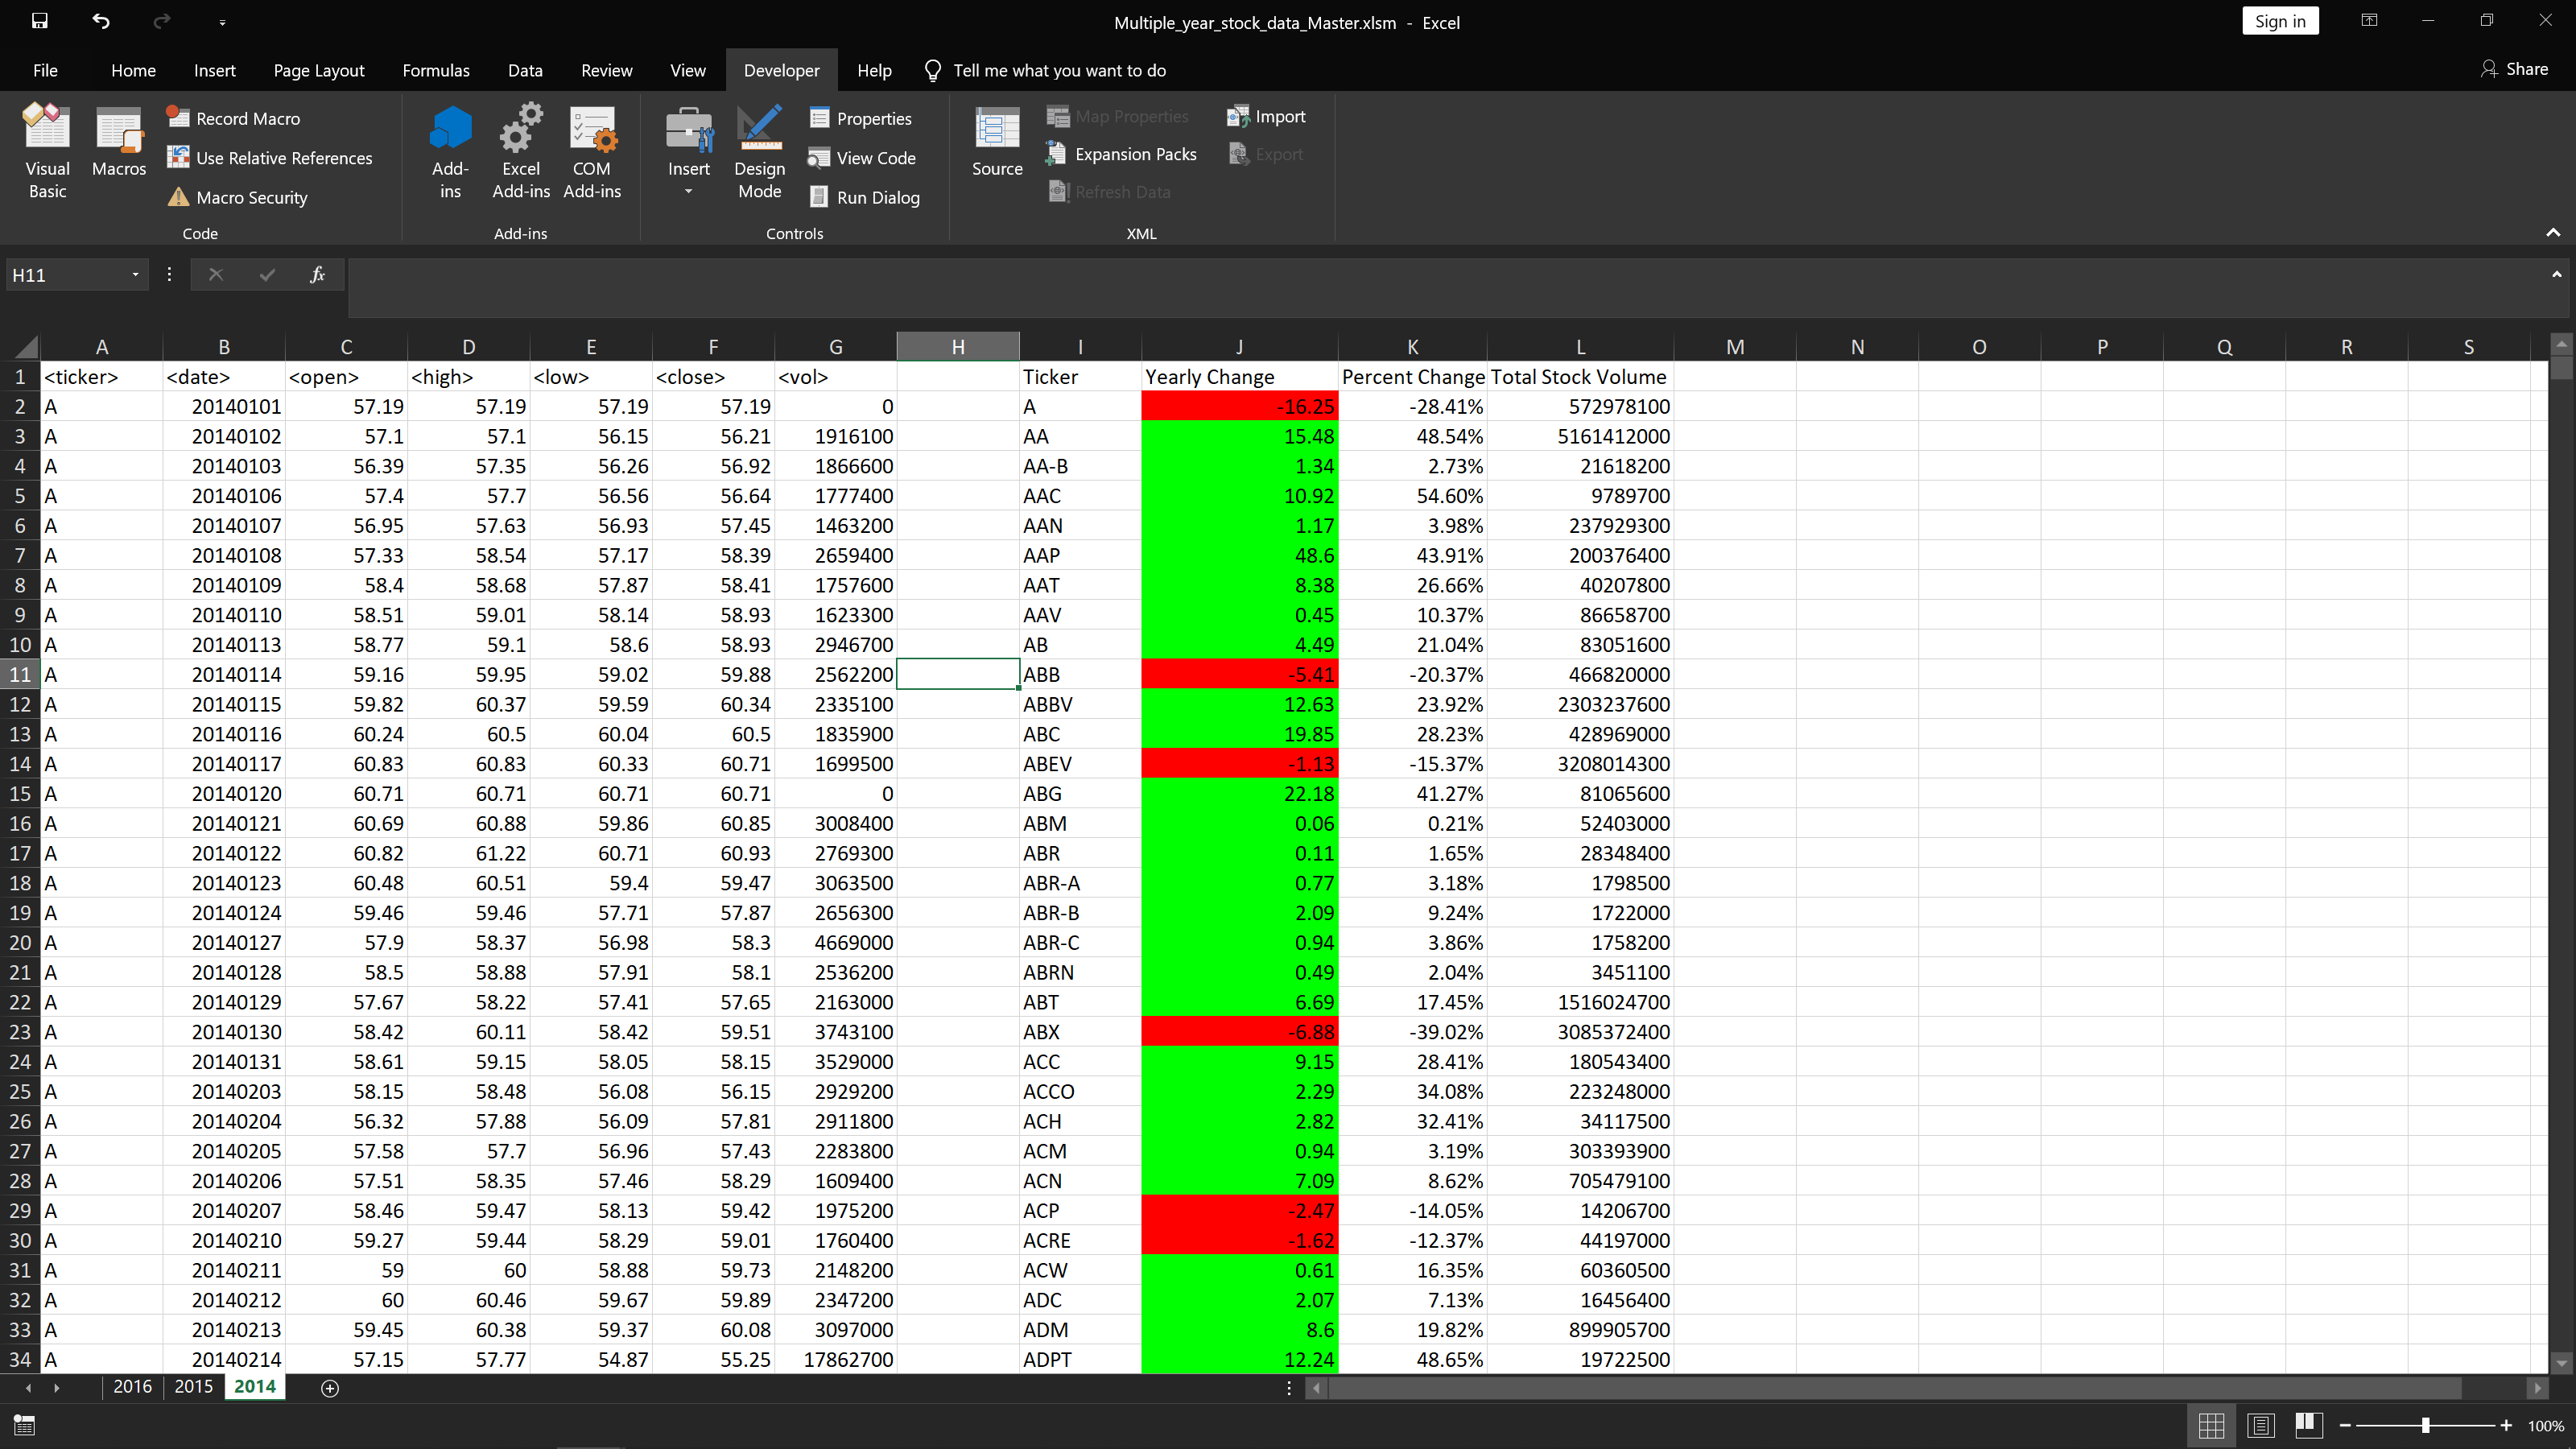 Multiple_year_stock_data_Master.xlsm - Excel
Sign in
File Home Insert Page Layout Formulas Data Review View Developer Help Tell me what you want to do Share
Visual Basic
Macros
Record Macro
Use Relative References
Macro Security
Code
Add-ins
Excel Add-ins
COM Add-ins
Add-ins
Insert
Design Mode
Properties
View Code
Run Dialog
Controls
Source
Map Properties
Expansion Packs
Refresh Data
Import
Export
XML
H11 fx
A B C D E F G H I J K L M N O P Q R S
1 <ticker> <date> <open> <high> <low> <close> <vol> Ticker Yearly Change Percent Change Total Stock Volume
2 A 20140101 57.19 57.19 57.19 57.19 0 A -16.25 -28.41% 572978100
3 A 20140102 57.1 57.1 56.15 56.21 1916100 AA 15.48 48.54% 5161412000
4 A 20140103 56.39 57.35 56.26 56.92 1866600 AA-B 1.34 2.73% 21618200
5 A 20140106 57.4 57.7 56.56 56.64 1777400 AAC 10.92 54.60% 9789700
6 A 20140107 56.95 57.63 56.93 57.45 1463200 AAN 1.17 3.98% 237929300
7 A 20140108 57.33 58.54 57.17 58.39 2659400 AAP 48.6 43.91% 200376400
8 A 20140109 58.4 58.68 57.87 58.41 1757600 AAT 8.38 26.66% 40207800
9 A 20140110 58.51 59.01 58.14 58.93 1623300 AAV 0.45 10.37% 86658700
10 A 20140113 58.77 59.1 58.6 58.93 2946700 AB 4.49 21.04% 83051600
11 A 20140114 59.16 59.95 59.02 59.88 2562200 ABB -5.41 -20.37% 466820000
12 A 20140115 59.82 60.37 59.59 60.34 2335100 ABBV 12.63 23.92% 2303237600
13 A 20140116 60.24 60.5 60.04 60.5 1835900 ABC 19.85 28.23% 428969000
14 A 20140117 60.83 60.83 60.33 60.71 1699500 ABEV -1.13 -15.37% 3208014300
15 A 20140120 60.71 60.71 60.71 60.71 0 ABG 22.18 41.27% 81065600
16 A 20140121 60.69 60.88 59.86 60.85 3008400 ABM 0.06 0.21% 52403000
17 A 20140122 60.82 61.22 60.71 60.93 2769300 ABR 0.11 1.65% 28348400
18 A 20140123 60.48 60.51 59.4 59.47 3063500 ABR-A 0.77 3.18% 1798500
19 A 20140124 59.46 59.46 57.71 57.87 2656300 ABR-B 2.09 9.24% 1722000
20 A 20140127 57.9 58.37 56.98 58.3 4669000 ABR-C 0.94 3.86% 1758200
21 A 20140128 58.5 58.88 57.91 58.1 2536200 ABRN 0.49 2.04% 3451100
22 A 20140129 57.67 58.22 57.41 57.65 2163000 ABT 6.69 17.45% 1516024700
23 A 20140130 58.42 60.11 58.42 59.51 3743100 ABX -6.88 -39.02% 3085372400
24 A 20140131 58.61 59.15 58.05 58.15 3529000 ACC 9.15 28.41% 180543400
25 A 20140203 58.15 58.48 56.08 56.15 2929200 ACCO 2.29 34.08% 223248000
26 A 20140204 56.32 57.88 56.09 57.81 2911800 ACH 2.82 32.41% 34117500
27 A 20140205 57.58 57.7 56.96 57.43 2283800 ACM 0.94 3.19% 303393900
28 A 20140206 57.51 58.35 57.46 58.29 1609400 ACN 7.09 8.62% 705479100
29 A 20140207 58.46 59.47 58.13 59.42 1975200 ACP -2.47 -14.05% 14206700
30 A 20140210 59.27 59.44 58.29 59.01 1760400 ACRE -1.62 -12.37% 44197000
31 A 20140211 59 60 58.88 59.73 2148200 ACW 0.61 16.35% 60360500
32 A 20140212 60 60.46 59.67 59.89 2347200 ADC 2.07 7.13% 16456400
33 A 20140213 59.45 60.38 59.37 60.08 3097000 ADM 8.6 19.82% 899905700
34 A 20140214 57.15 57.77 54.87 55.25 17862700 ADPT 12.24 48.65% 19722500
2016 2015 2014
100%